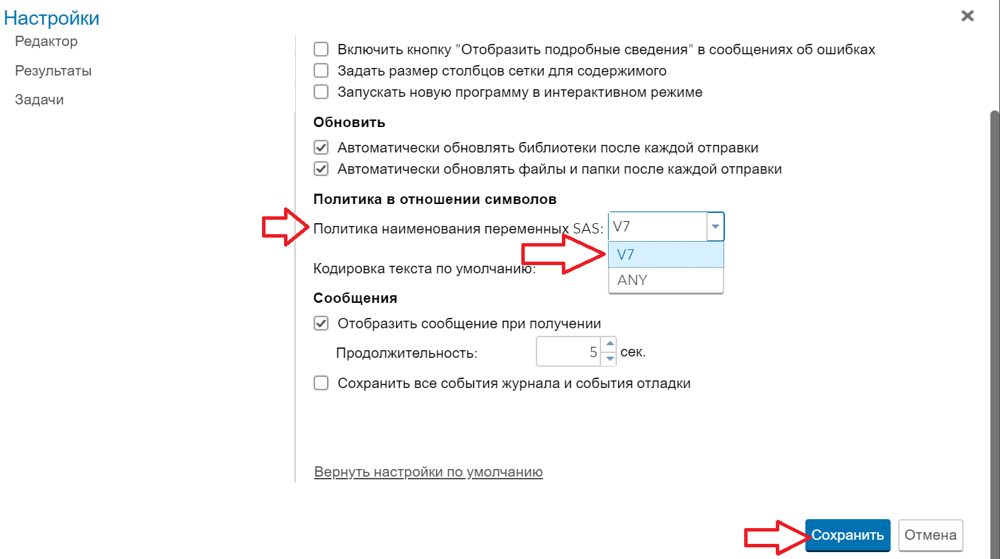 Настройки
Редактор
Результаты
Задачи
Включить кнопку "Отобразить подробные сведения" в сообщениях об ошибках
Задать размер столбцов сетки для содержимого
Запускать новую программу в интерактивном режиме
Обновить
Автоматически обновлять библиотеки после каждой отправки
Автоматически обновлять файлы и папки после каждой отправки
Политика в отношении символов
Политика наименования переменных SAS: V7
V7
Кодировка текста по умолчанию:
ANY
Сообщения
Отобразить сообщение при получении
Продолжительность: 5 сек.
Сохранить все события журнала и события отладки
Вернуть настройки по умолчанию
Сохранить Отмена